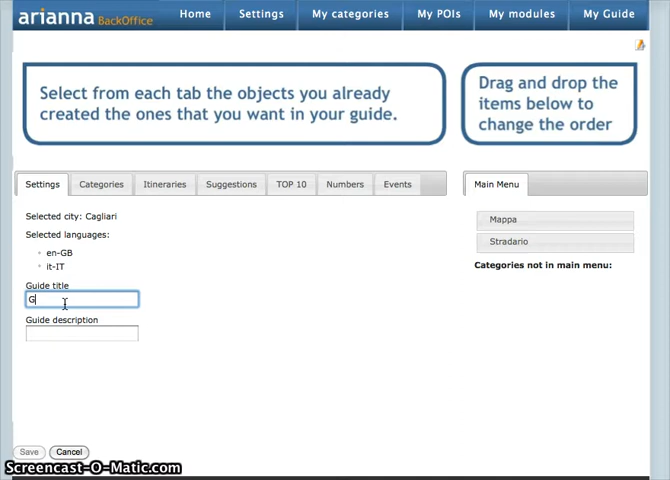 arianna BackOffice
Home Settings My categories My POIs My modules My Guide
Select from each tab the objects you already
created the ones that you want in your guide.
Drag and drop the
items below to
change the order
Settings Categories Itineraries Suggestions TOP 10 Numbers Events
Main Menu
Selected city: Cagliari
Selected languages:
en-GB
it-IT
Guide title
G
Guide description
Mappa
Stradario
Categories not in main menu:
Save Cancel
Screencast-O-Matic.com